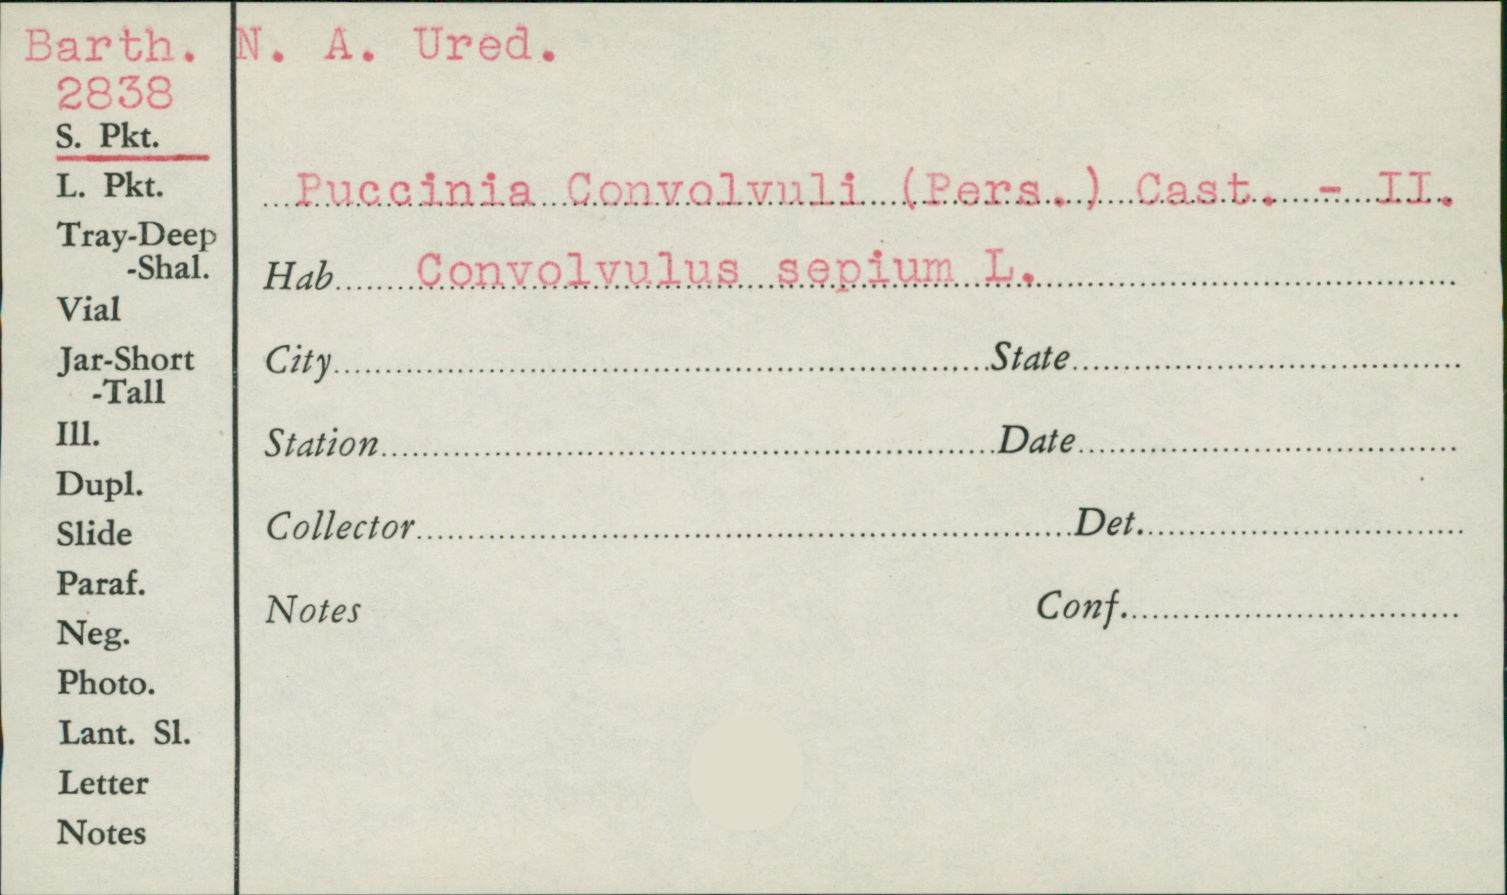 Barth. N. A. Ured.
2838
S. Pkt.
L. Pkt.
Tray-Deep
-Shal.
Vial
Jar-Short
-Tall
Ill.
Dupl.
Slide
Paraf.
Neg.
Photo.
Lant. Sl.
Letter
Notes
Puccinia Convolvuli (Pers.) Cast. - II.
Hab. Convolvulus sepium L.
City State
Station Date
Collector Det.
Notes Conf.